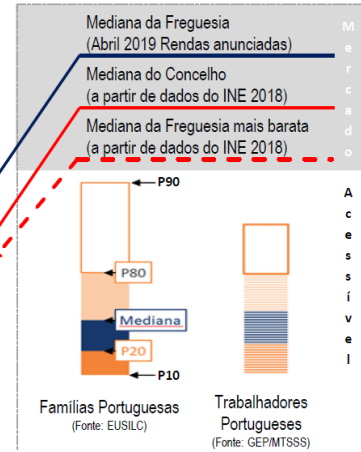 Mediana da Freguesia
(Abril 2019 Rendas anunciadas)
Mediana do Concelho
(a partir de dados do INE 2018)
Mediana da Freguesia mais barata
(a partir de dados do INE 2018)
Mercado
Acessível
P90
P80
Mediana
P20
P10
Famílias Portuguesas
(Fonte: EUSILC)
Trabalhadores
Portugueses
(Fonte: GEP/MTSSS)